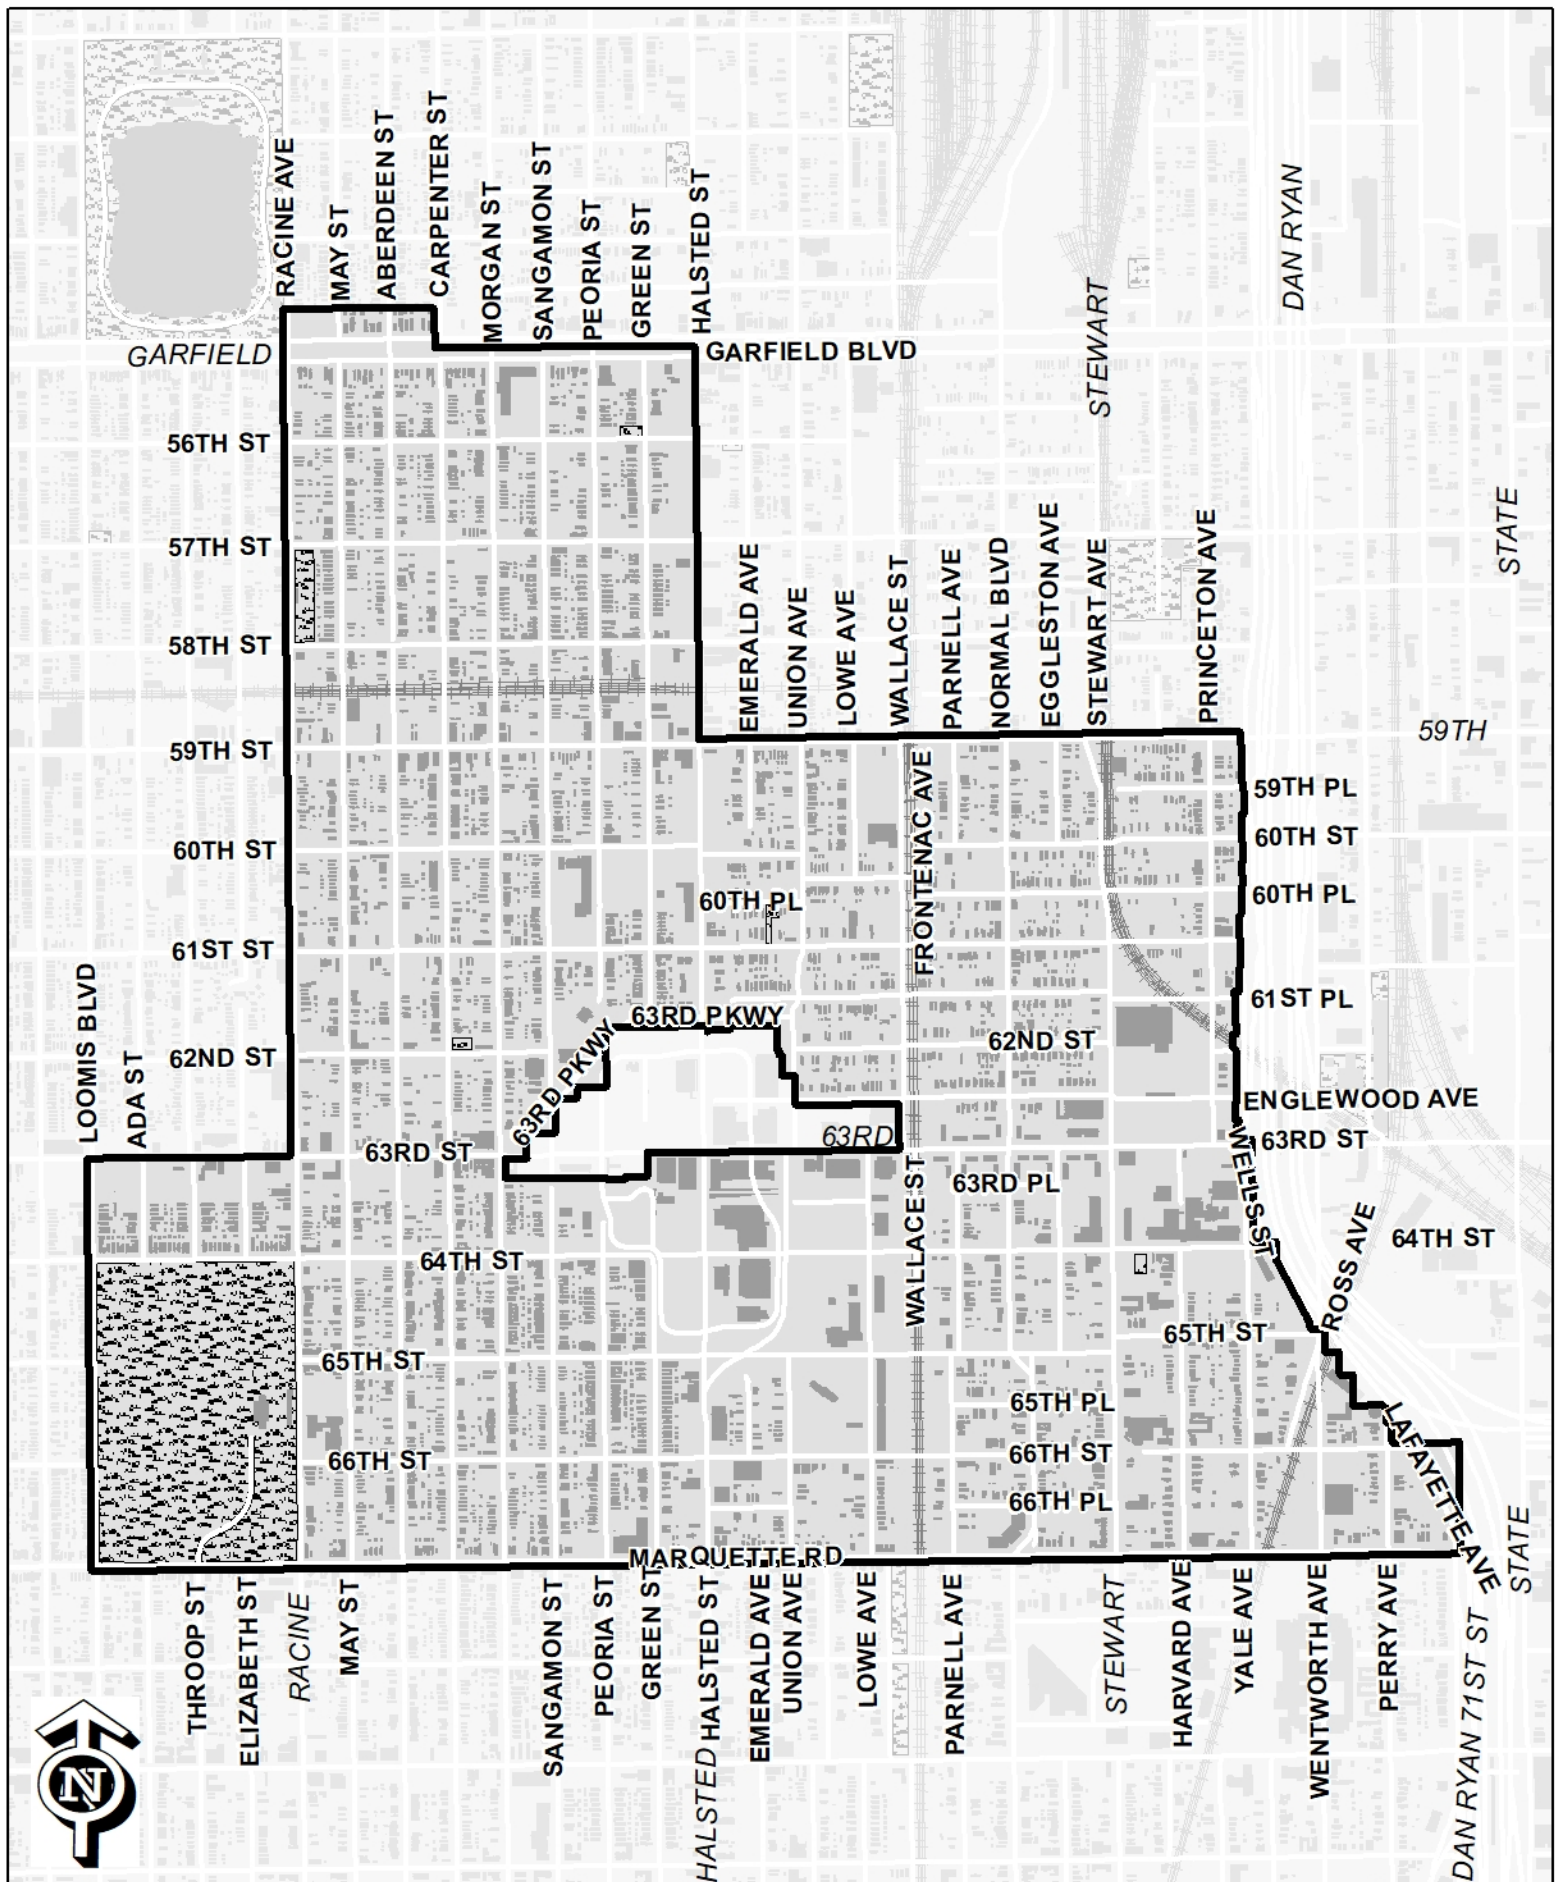 RACINE AVE
MAY ST
ABERDEEN ST
CARPENTER ST
MORGAN ST
SANGAMON ST
PEORIA ST
GREEN ST
HALSTED ST
DAN RYAN
STEWART
GARFIELD
GARFIELD BLVD
56TH ST
57TH ST
58TH ST
59TH ST
60TH ST
61ST ST
62ND ST
LOOMIS BLVD
ADA ST
EMERALD AVE
UNION AVE
LOWE AVE
WALLACE ST
PARNELL AVE
NORMAL BLVD
EGGLESTON AVE
STEWART AVE
PRINCETON AVE
STATE
59TH
59TH PL
60TH ST
60TH PL
61ST PL
FRONTENAC AVE
60TH PL
63RD PKWY
63RD PKWY
62ND ST
ENGLEWOOD AVE
63RD
63RD ST
63RD ST
WELLS ST
63RD PL
WALLACE ST
64TH ST
64TH ST
ROSS AVE
65TH ST
65TH ST
65TH PL
66TH ST
66TH ST
66TH PL
LAFAYETTE AVE
MARQUETTE RD
STATE
THROOP ST
ELIZABETH ST
RACINE
MAY ST
SANGAMON ST
PEORIA ST
GREEN ST
HALSTED ST
HALSTED
EMERALD AVE
UNION AVE
LOWE AVE
PARNELL AVE
STEWART
HARVARD AVE
YALE AVE
WENTWORTH AVE
PERRY AVE
DAN RYAN 71ST ST
N